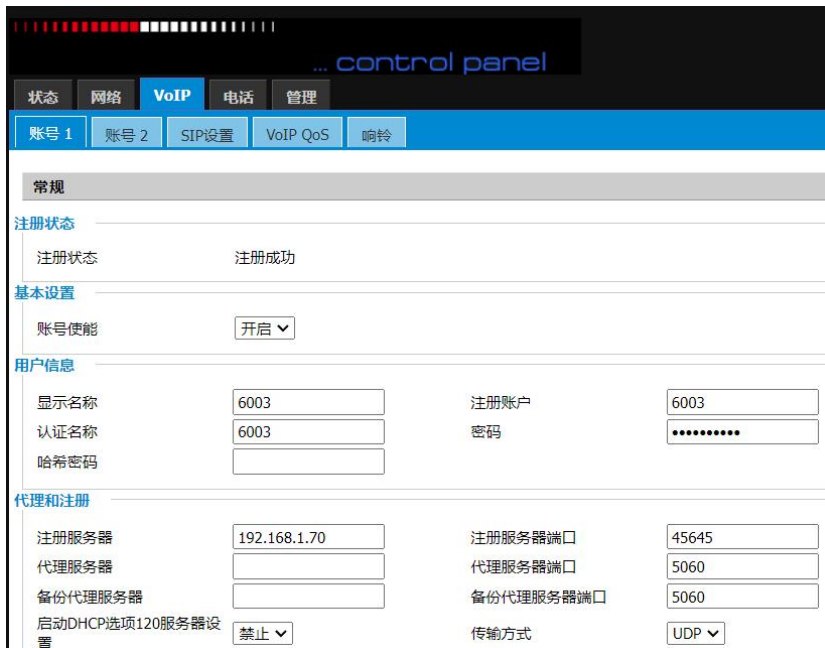 ... control panel
状态 网络 VoIP 电话 管理
账号 1 账号 2 SIP设置 VoIP QoS 响铃
常规
注册状态
注册状态 注册成功
基本设置
账号使能 开启
用户信息
显示名称 6003 注册账户 6003
认证名称 6003 密码 ••••••••••
哈希密码
代理和注册
注册服务器 192.168.1.70 注册服务器端口 45645
代理服务器 代理服务器端口 5060
备份代理服务器 备份代理服务器端口 5060
启动DHCP选项120服务器设
置 禁止 传输方式 UDP